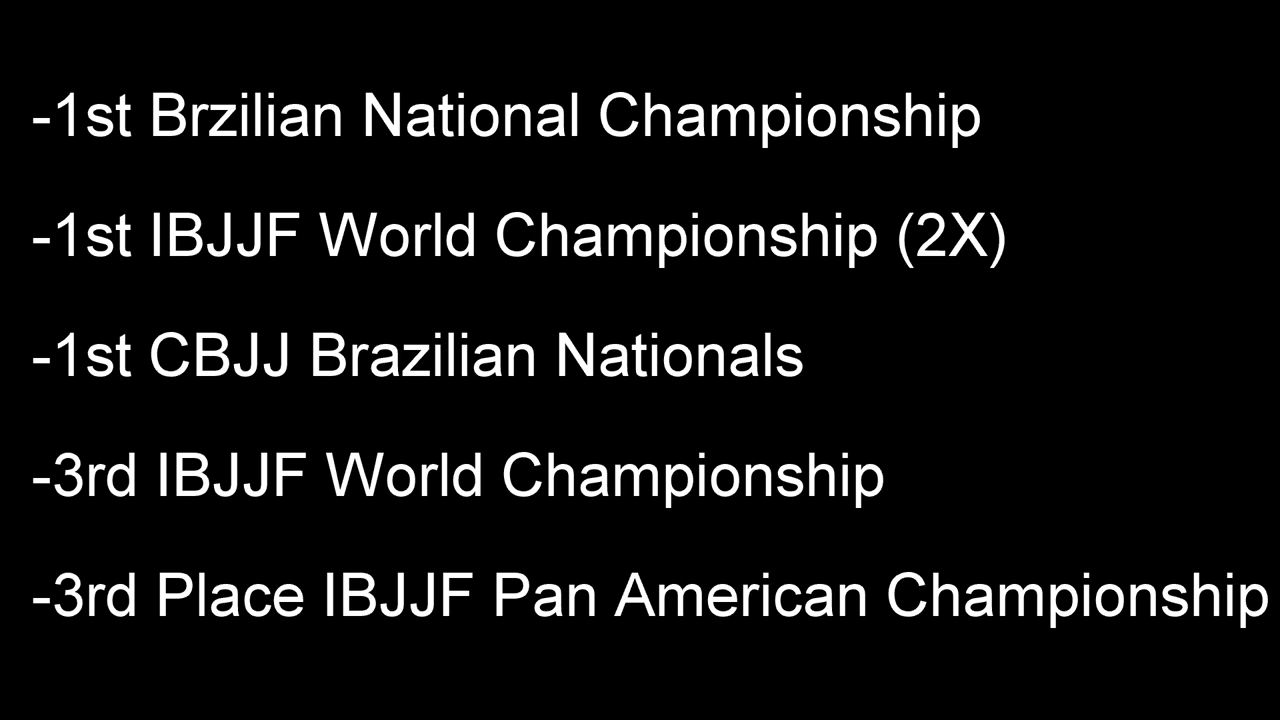 -1st Brzilian National Championship
-1st IBJJF World Championship (2X)
-1st CBJJ Brazilian Nationals
-3rd IBJJF World Championship
-3rd Place IBJJF Pan American Championship